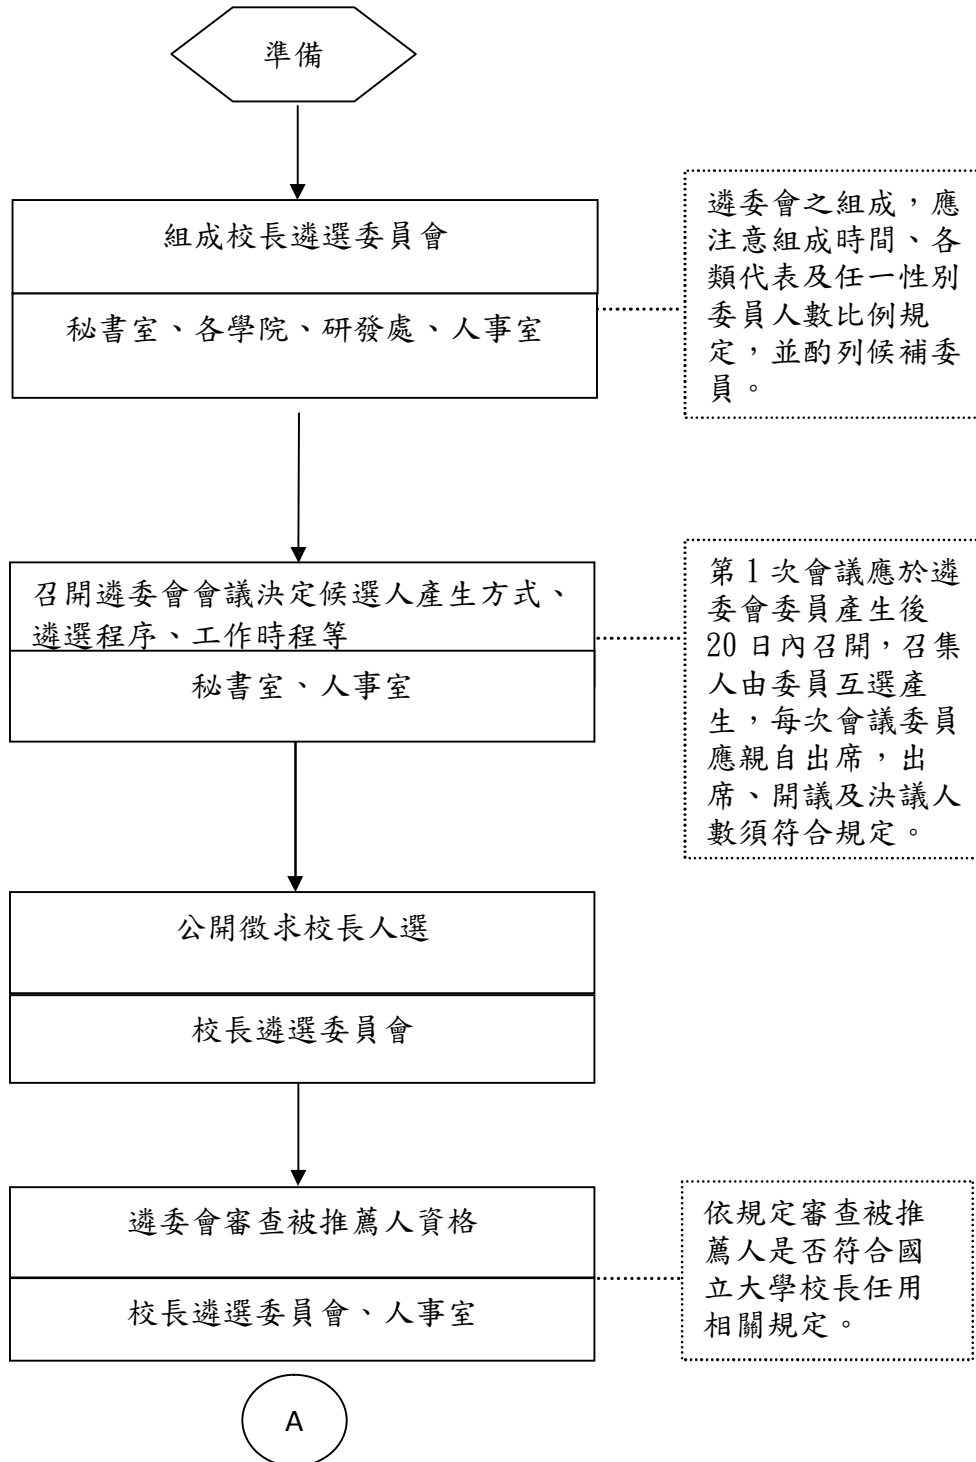 準備
組成校長遴選委員會
秘書室、各學院、研發處、人事室
遴委會之組成，應
注意組成時間、各
類代表及任一性別
委員人數比例規
定，並酌列候補委
員。
召開遴委會會議決定候選人產生方式、
遴選程序、工作時程等
秘書室、人事室
第 1 次會議應於遴
委會委員產生後
20 日內召開，召集
人由委員互選產
生，每次會議委員
應親自出席，出
席、開議及決議人
數須符合規定。
公開徵求校長人選
校長遴選委員會
遴委會審查被推薦人資格
校長遴選委員會、人事室
依規定審查被推
薦人是否符合國
立大學校長任用
相關規定。
A